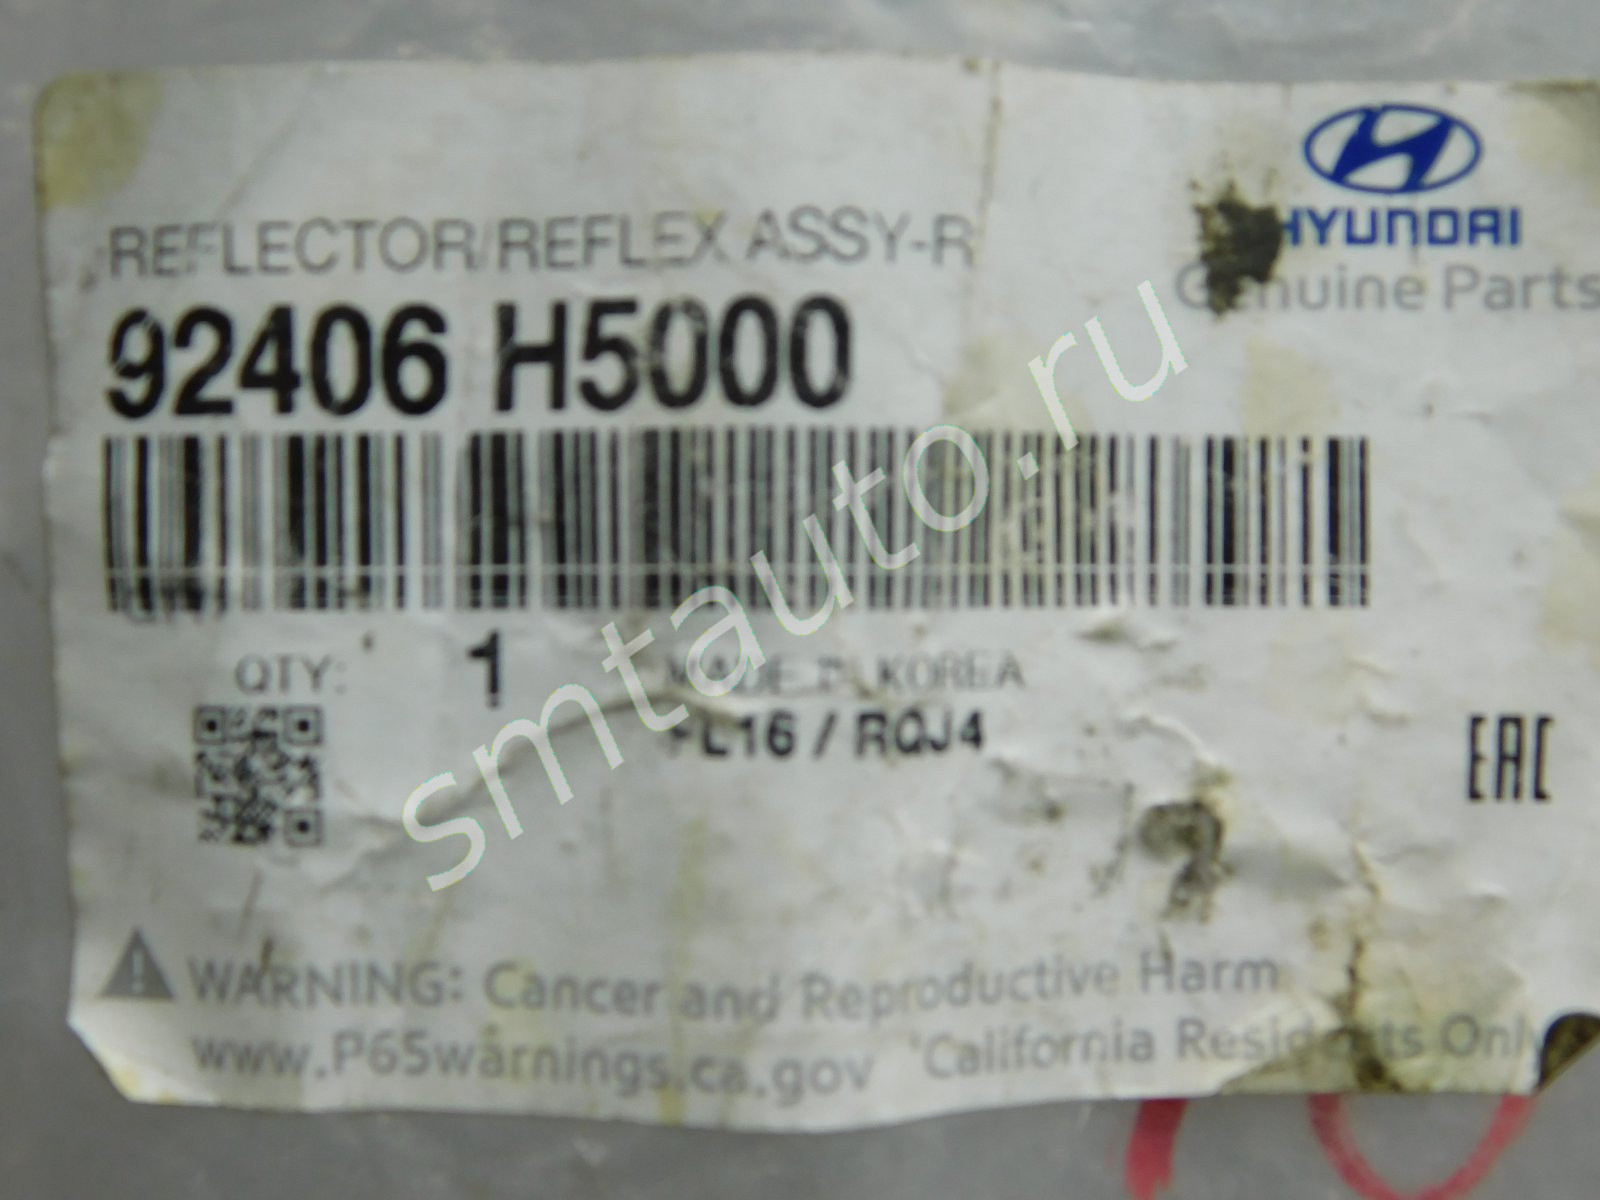 HYUNDAI
Genuine Parts
REFLECTOR/REFLEX ASSY-R
92406 H5000
QTY: 1
MADE IN KOREA
FL16 / RQJ4
EAC
WARNING: Cancer and Reproductive Harm
www.P65warnings.ca.gov *California Residents Only
smtauto.ru